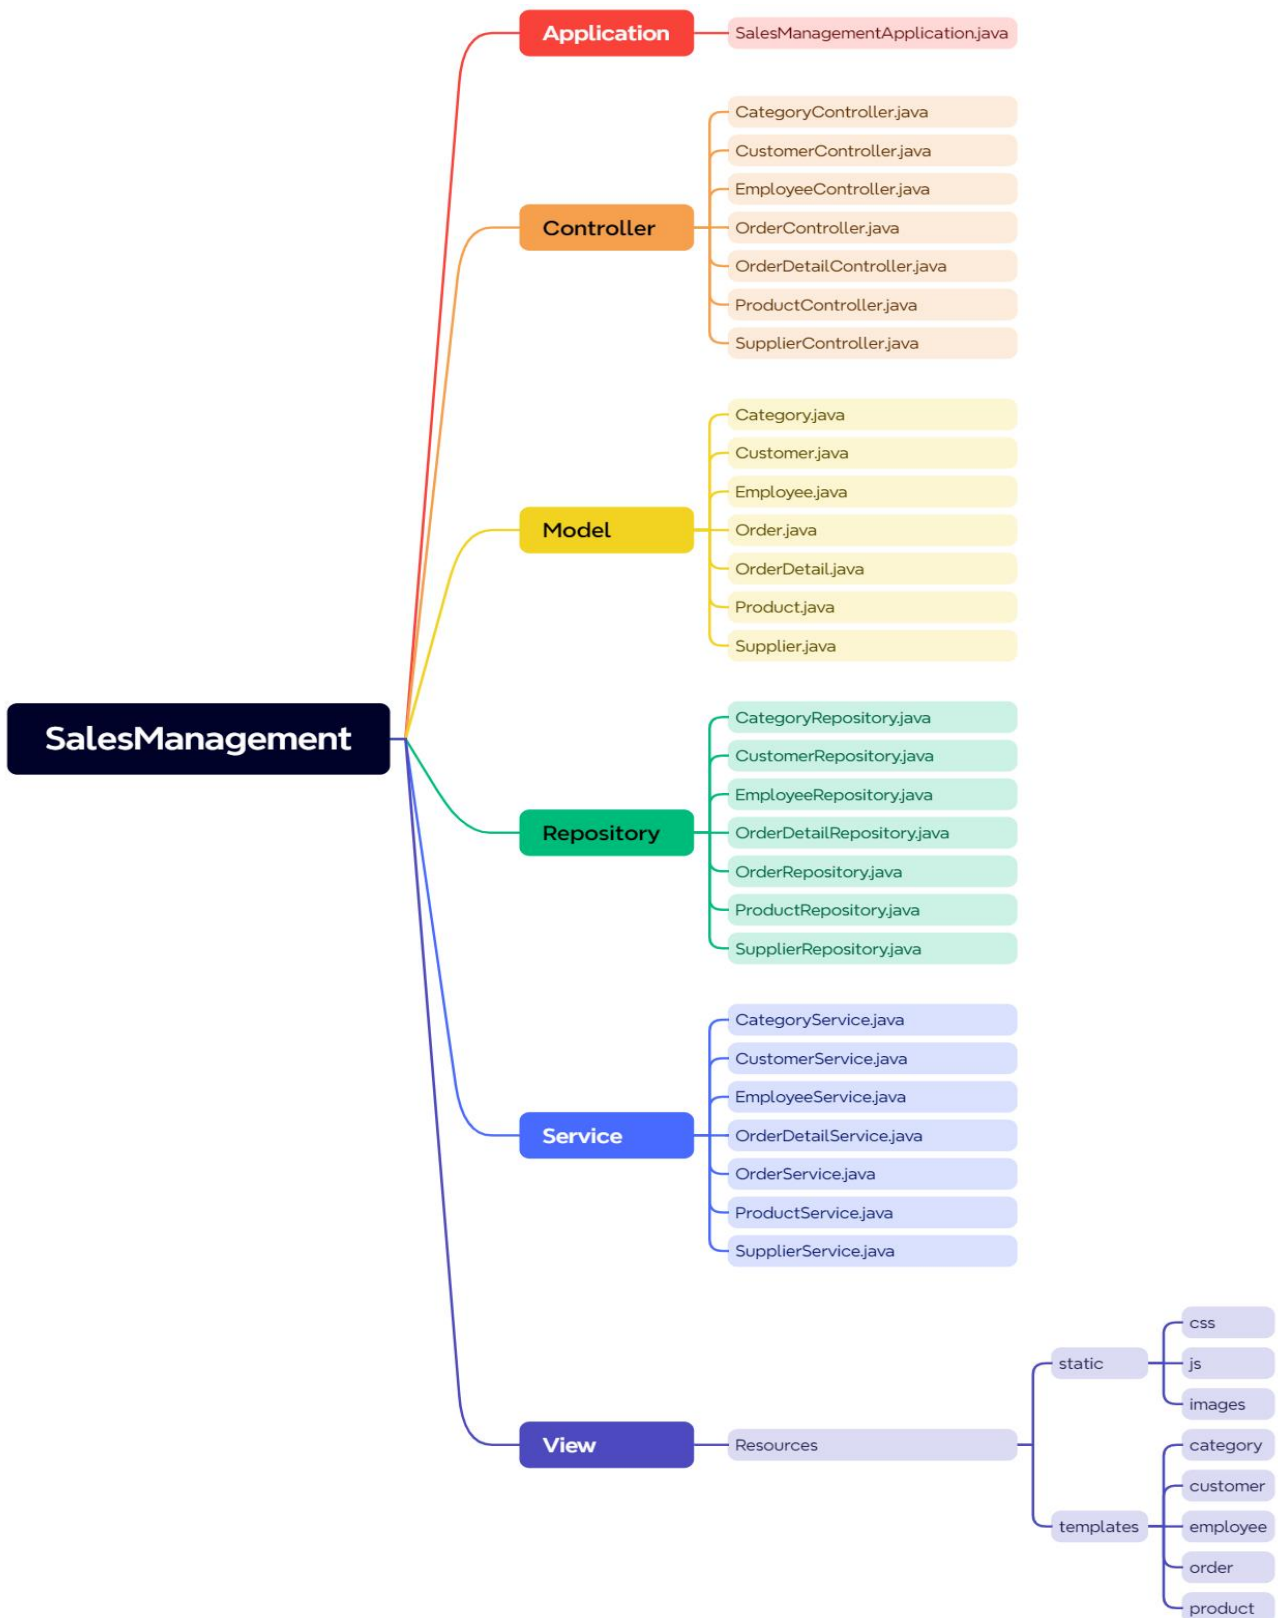 SalesManagement
Application
SalesManagementApplication.java
Controller
CategoryController.java
CustomerController.java
EmployeeController.java
OrderController.java
OrderDetailController.java
ProductController.java
SupplierController.java
Model
Category.java
Customer.java
Employee.java
Order.java
OrderDetail.java
Product.java
Supplier.java
Repository
CategoryRepository.java
CustomerRepository.java
EmployeeRepository.java
OrderDetailRepository.java
OrderRepository.java
ProductRepository.java
SupplierRepository.java
Service
CategoryService.java
CustomerService.java
EmployeeService.java
OrderDetailService.java
OrderService.java
ProductService.java
SupplierService.java
View
Resources
static
css
js
images
templates
category
customer
employee
order
product